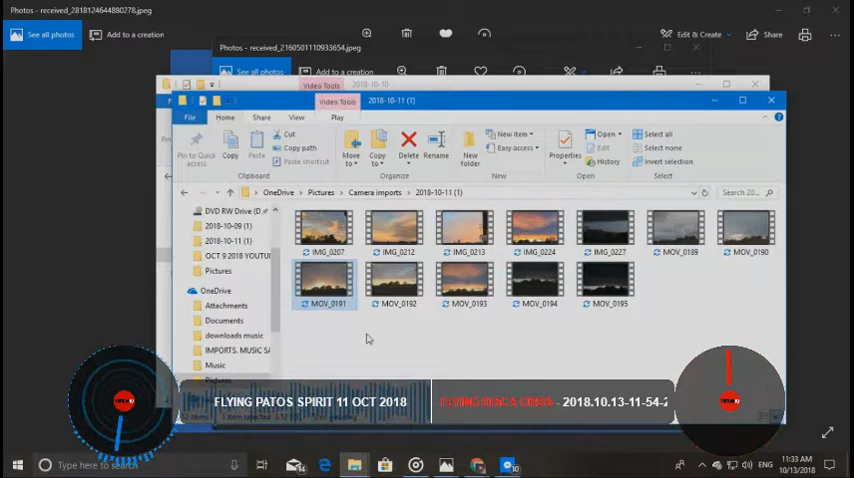 Photos - received_2818124644880278.jpeg
See all photos
Add to a creation
Edit & Create
Share
Photos - received_2160501110933654.jpeg
See all photos
Add to a creation
Video Tools
2018-10-10
Video Tools
2018-10-11 (1)
File
Home
Share
View
Play
Pin to Quick access
Copy
Paste
Cut
Copy path
Paste shortcut
Clipboard
Move to
Copy to
Delete
Rename
Organize
New folder
New item
Easy access
New
Properties
Open
Edit
History
Open
Select all
Select none
Invert selection
Select
OneDrive
Pictures
Camera imports
2018-10-11 (1)
Search 20...
DVD RW Drive (D
2018-10-09 (1)
2018-10-11 (1)
OCT 9 2018 YOUTU
Pictures
OneDrive
Attachments
Documents
downloads music
IMPORTS. MUSIC SA
Music
Pictures
IMG_0207
IMG_0212
IMG_0213
IMG_0224
IMG_0227
MOV_0189
MOV_0190
MOV_0191
MOV_0192
MOV_0193
MOV_0194
MOV_0195
FLYING PATOS SPIRIT 11 OCT 2018
- 2018.10.13-11-54-2
Type here to search
14
10
ENG
11:33 AM
10/13/2018